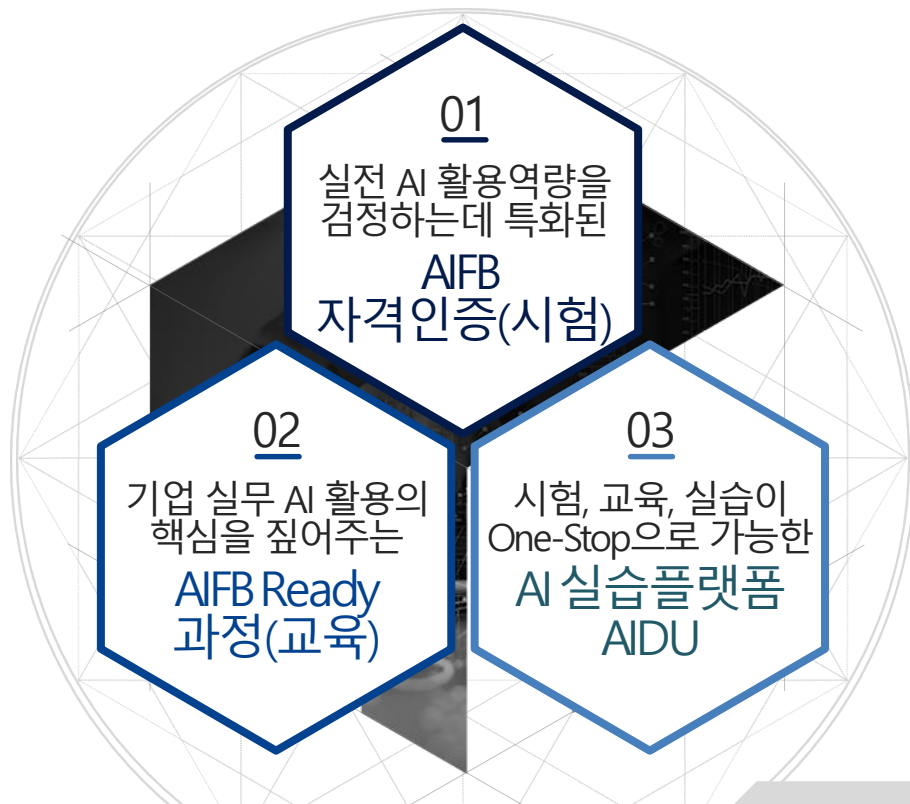 01
실전 AI 활용역량을
검정하는데 특화된
AIFB
자격인증(시험)
02
기업 실무 AI 활용의
핵심을 짚어주는
AIFB Ready
과정(교육)
03
시험, 교육, 실습이
One-Stop으로 가능한
AI 실습플랫폼
AIDU